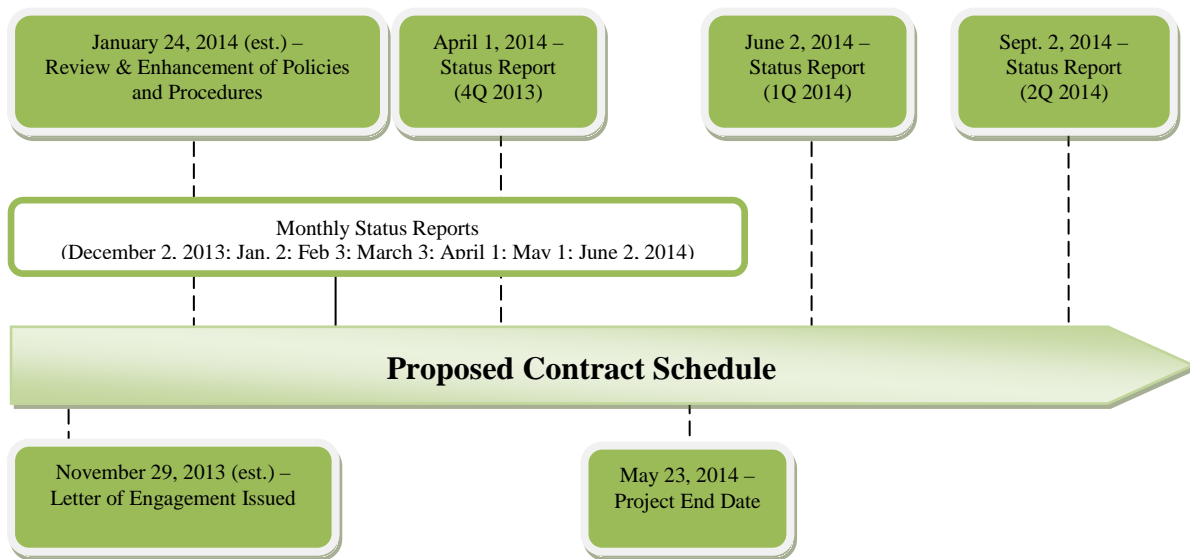 January 24, 2014 (est.) –
Review & Enhancement of Policies
and Procedures
April 1, 2014 –
Status Report
(4Q 2013)
June 2, 2014 –
Status Report
(1Q 2014)
Sept. 2, 2014 –
Status Report
(2Q 2014)
Monthly Status Reports
(December 2, 2013; Jan. 2; Feb 3; March 3; April 1; May 1; June 2, 2014)
Proposed Contract Schedule
November 29, 2013 (est.) –
Letter of Engagement Issued
May 23, 2014 –
Project End Date